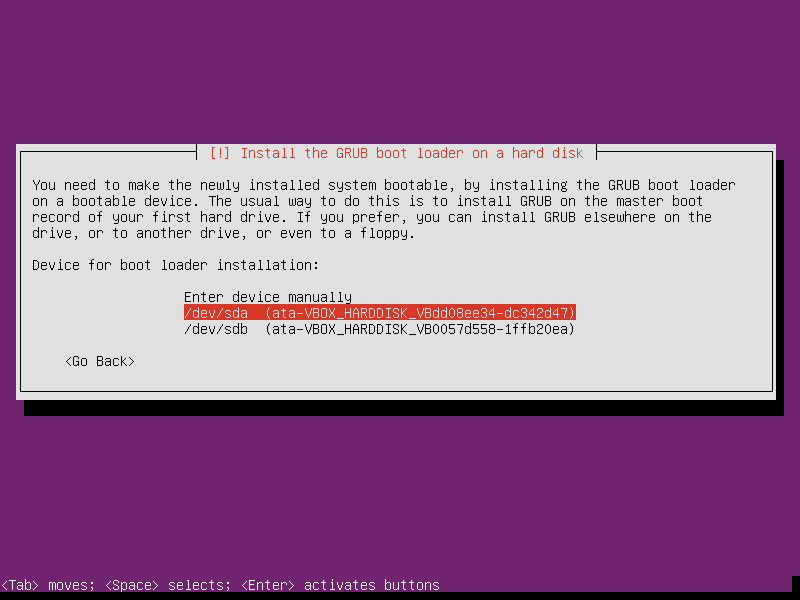 [!] Install the GRUB boot loader on a hard disk
You need to make the newly installed system bootable, by installing the GRUB boot loader
on a bootable device. The usual way to do this is to install GRUB on the master boot
record of your first hard drive. If you prefer, you can install GRUB elsewhere on the
drive, or to another drive, or even to a floppy.
Device for boot loader installation:
Enter device manually
/dev/sda  (ata-VBOX_HARDDISK_VBdd08ee34-dc342d47)
/dev/sdb  (ata-VBOX_HARDDISK_VB0057d558-1ffb20ea)
<Go Back>
<Tab> moves; <Space> selects; <Enter> activates buttons